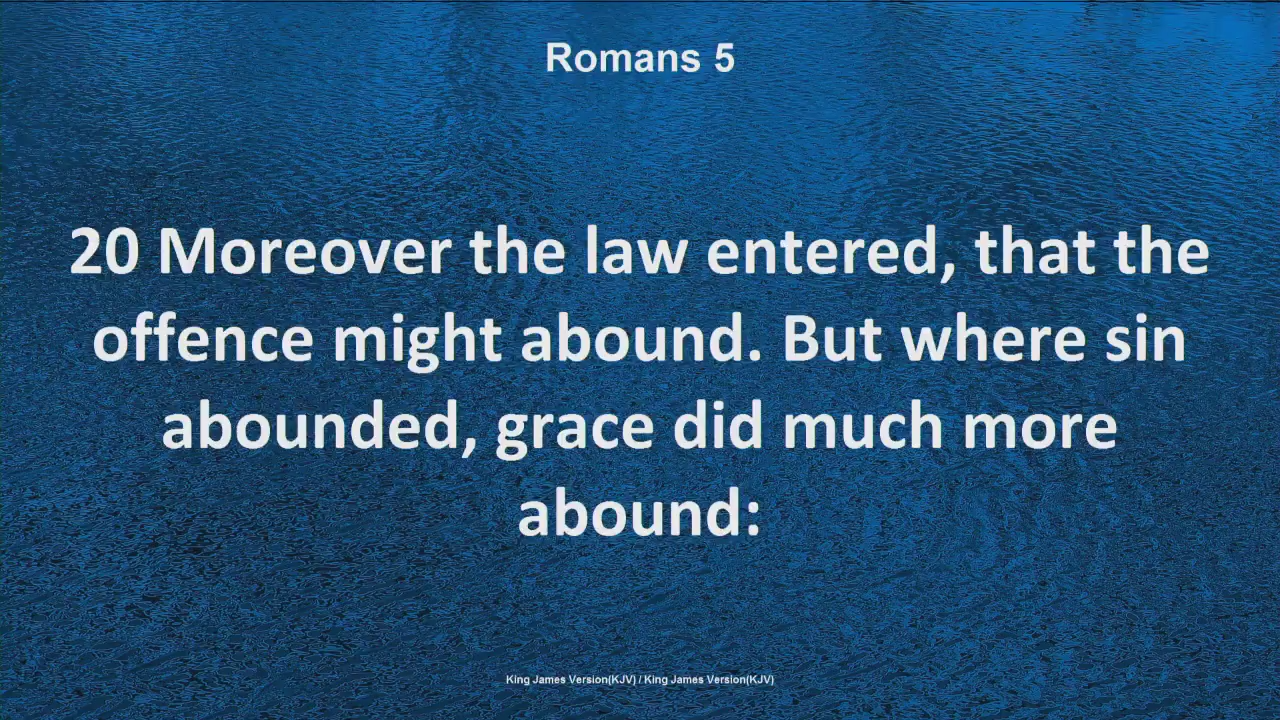 Romans 5
20 Moreover the law entered, that the
offence might abound. But where sin
abounded, grace did much more
abound:
King James Version(KJV) / King James Version(KJV)